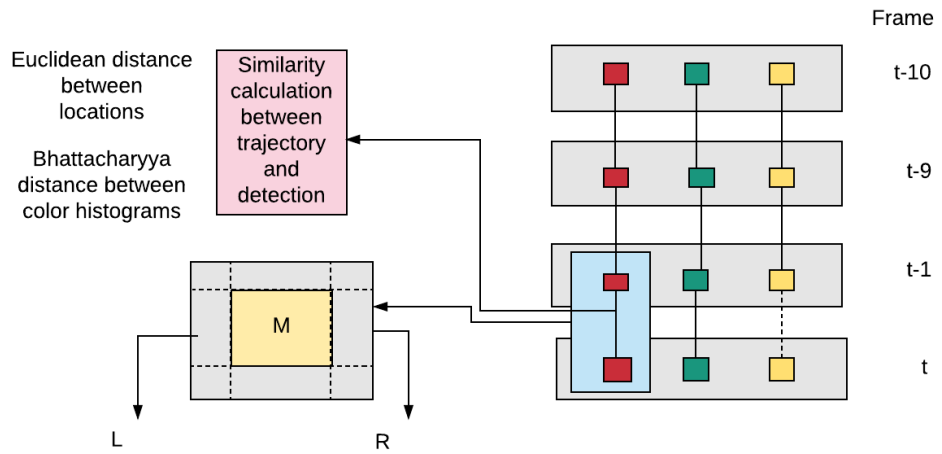 Euclidean distance
between
locations
Bhattacharyya
distance between
color histograms
Similarity
calculation
between
trajectory
and
detection
M
L
R
Frame
t-10
t-9
t-1
t